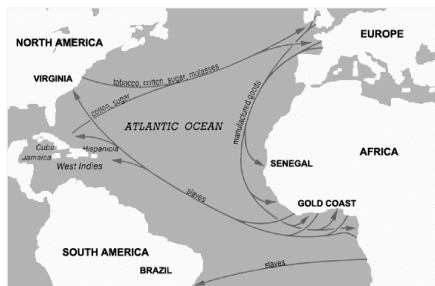 NORTH AMERICA
EUROPE
VIRGINIA
tobacco, cotton, sugar, molasses
cotton, sugar
manufactured goods
ATLANTIC OCEAN
Cuba
Hispanicia
Jamaica
West Indies
SENEGAL
AFRICA
slaves
GOLD COAST
SOUTH AMERICA
BRAZIL
slaves